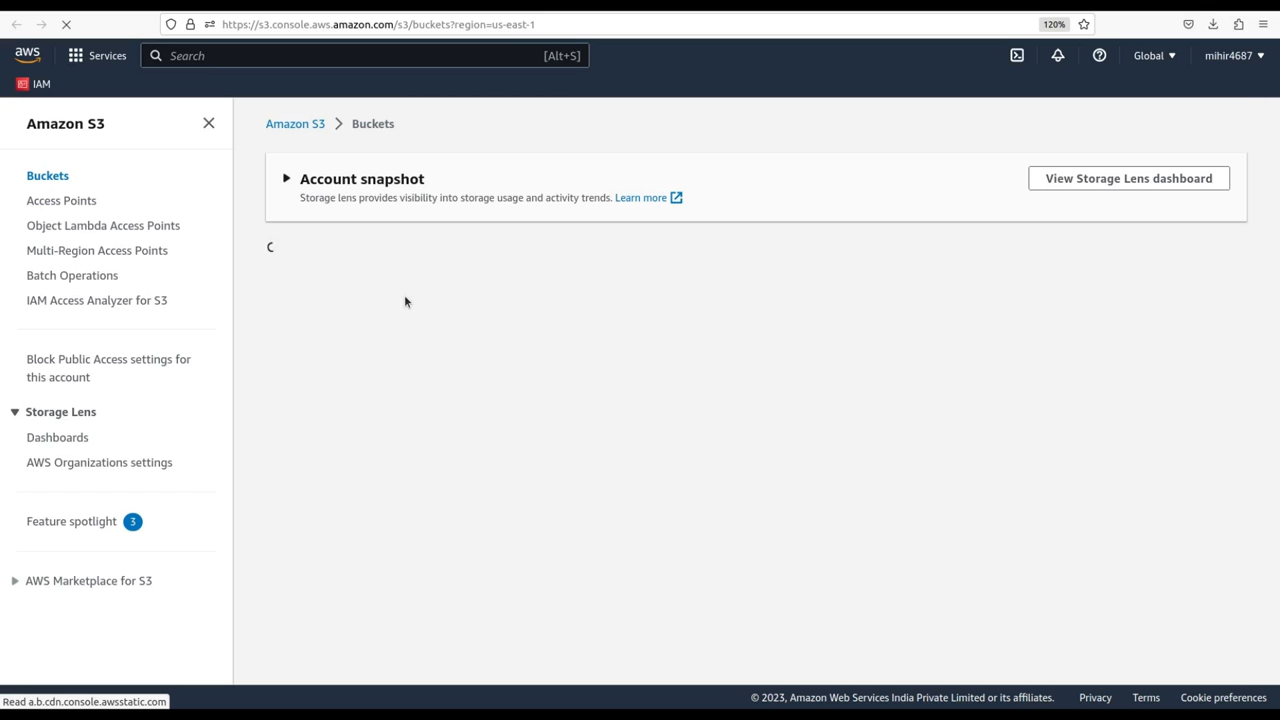 https://s3.console.aws.amazon.com/s3/buckets?region=us-east-1
120%
aws
Services
Search
[Alt+S]
Global
mihir4687
IAM
Amazon S3
Buckets
Access Points
Object Lambda Access Points
Multi-Region Access Points
Batch Operations
IAM Access Analyzer for S3
Block Public Access settings for
this account
Storage Lens
Dashboards
AWS Organizations settings
Feature spotlight 3
AWS Marketplace for S3
Amazon S3 > Buckets
Account snapshot
Storage lens provides visibility into storage usage and activity trends. Learn more
View Storage Lens dashboard
Read a.b.cdn.console.awsstatic.com
© 2023, Amazon Web Services India Private Limited or its affiliates.
Privacy
Terms
Cookie preferences